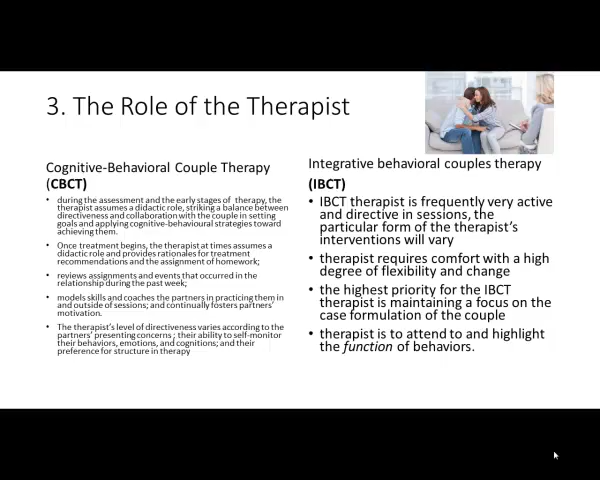 3. The Role of the Therapist
Cognitive-Behavioral Couple Therapy
(CBCT)
• during the assessment and the early stages of therapy, the
therapist assumes a didactic role, striking a balance between
directiveness and collaboration with the couple in setting
goals and applying cognitive-behavioural strategies toward
achieving them.
• Once treatment begins, the therapist at times assumes a
didactic role and provides rationales for treatment
recommendations and the assignment of homework;
• reviews assignments and events that occurred in the
relationship during the past week;
• models skills and coaches the partners in practicing them in
and outside of sessions; and continually fosters partners'
motivation.
• The therapist's level of directiveness varies according to the
partners' presenting concerns ; their ability to self-monitor
their behaviors, emotions, and cognitions; and their
preference for structure in therapy
Integrative behavioral couples therapy
(IBCT)
• IBCT therapist is frequently very active
and directive in sessions, the
particular form of the therapist's
interventions will vary
• therapist requires comfort with a high
degree of flexibility and change
• the highest priority for the IBCT
therapist is maintaining a focus on the
case formulation of the couple
• therapist is to attend to and highlight
the function of behaviors.